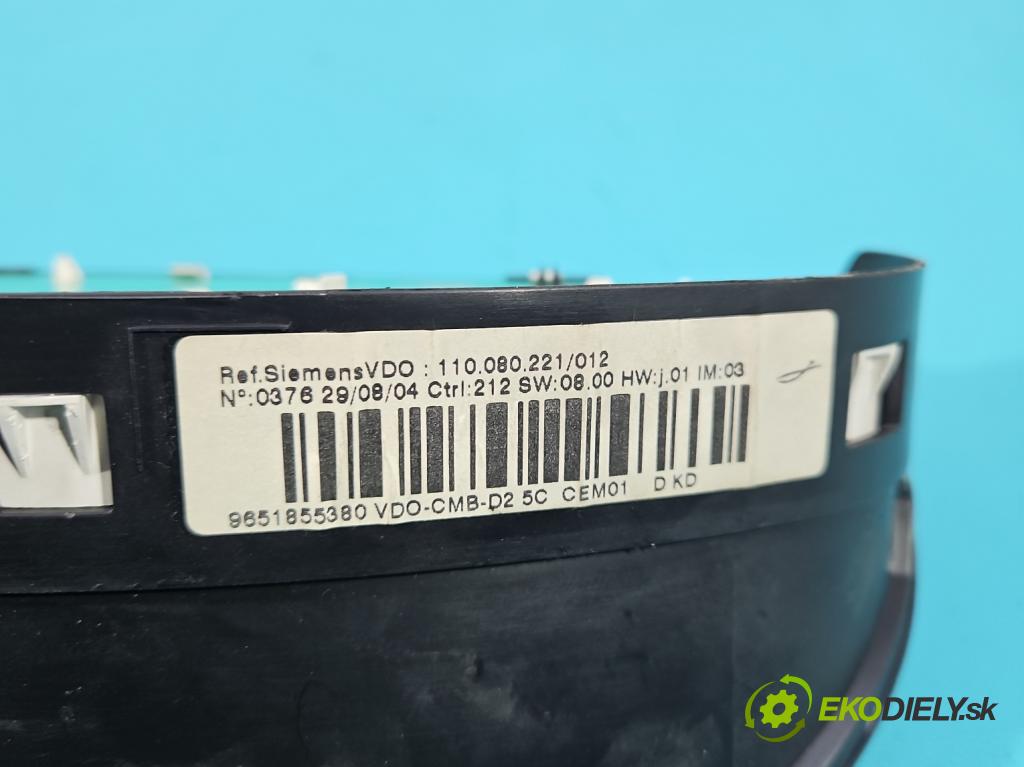 Ref.SiemensVDO : 110.080.221/012
N°:0376 29/08/04 Ctrl:212 SW:08.00 HW:j.01 IM:03
9651855380 VDO-CMB-D2 5C CEM01 D KD
EKODIELY.sk